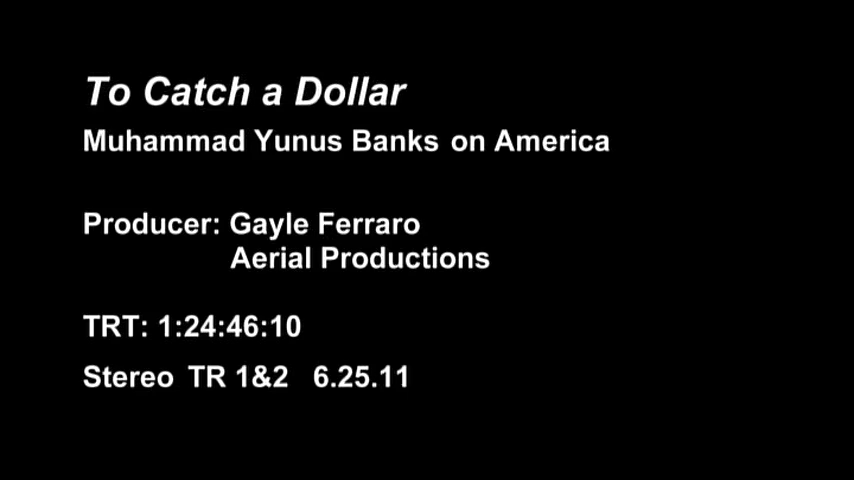 To Catch a Dollar
Muhammad Yunus Banks on America
Producer: Gayle Ferraro
Aerial Productions
TRT: 1:24:46:10
Stereo TR 1&2 6.25.11